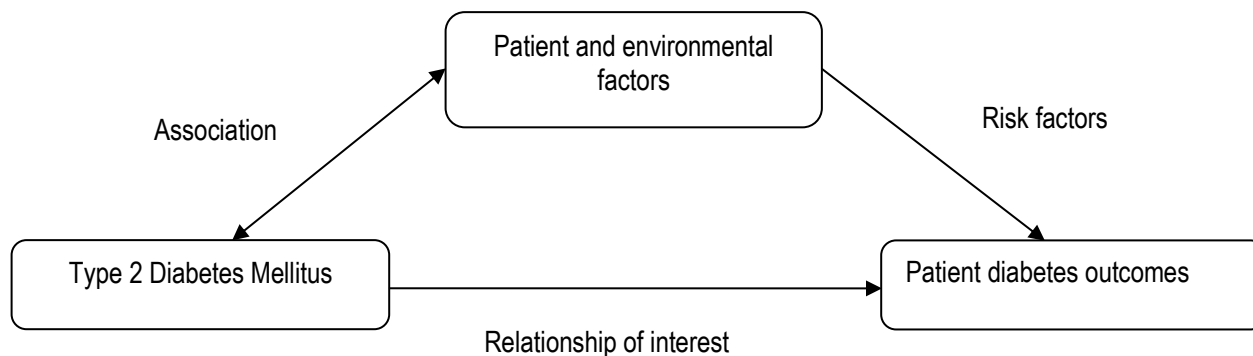 Patient and environmental
factors
Association
Risk factors
Type 2 Diabetes Mellitus
Patient diabetes outcomes
Relationship of interest